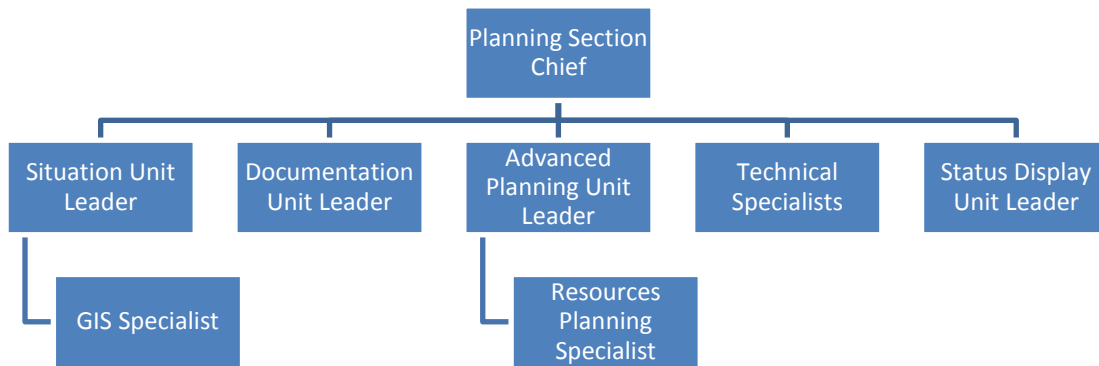 Planning Section
Chief
Situation Unit
Leader
Documentation
Unit Leader
Advanced
Planning Unit
Leader
Technical
Specialists
Status Display
Unit Leader
GIS Specialist
Resources
Planning
Specialist